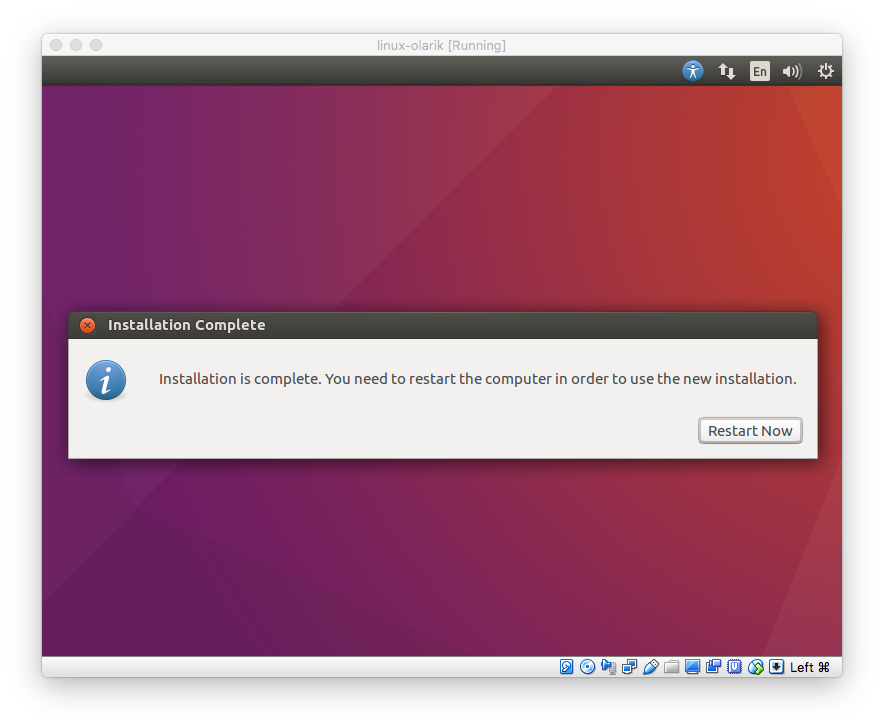 linux-olarik [Running]
En
Installation Complete
Installation is complete. You need to restart the computer in order to use the new installation.
Restart Now
Left ⌘